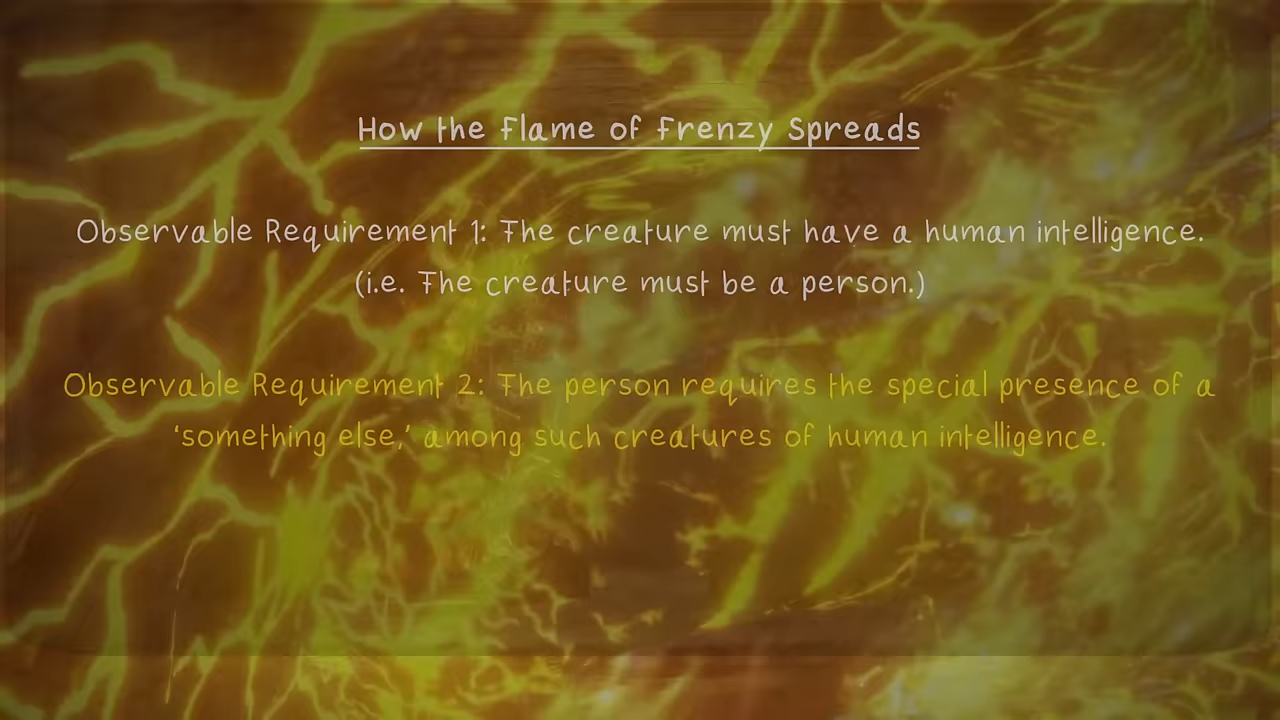 How the Flame of Frenzy Spreads
Observable Requirement 1: The creature must have a human intelligence.
(i.e. The creature must be a person.)
Observable Requirement 2: The person requires the special presence of a
‘something else,’ among such creatures of human intelligence.